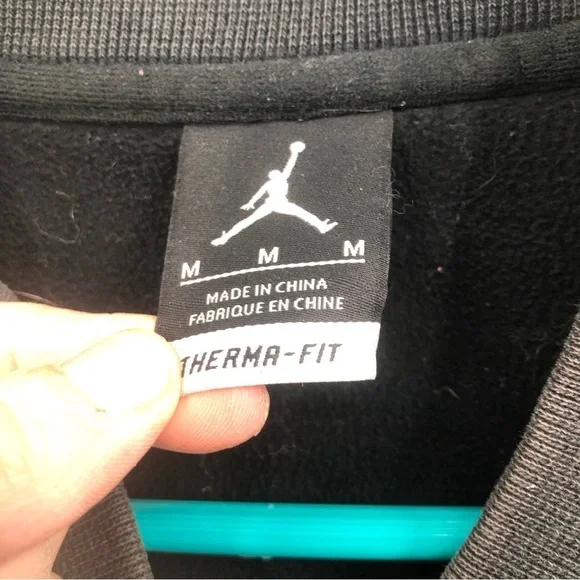 M M M
MADE IN CHINA
FABRIQUE EN CHINE
THERMA-FIT